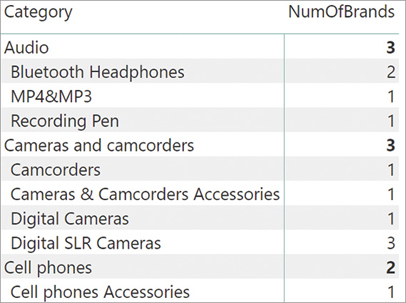 Category NumOfBrands
Audio 3
Bluetooth Headphones 2
MP4&MP3 1
Recording Pen 1
Cameras and camcorders 3
Camcorders 1
Cameras & Camcorders Accessories 1
Digital Cameras 1
Digital SLR Cameras 3
Cell phones 2
Cell phones Accessories 1